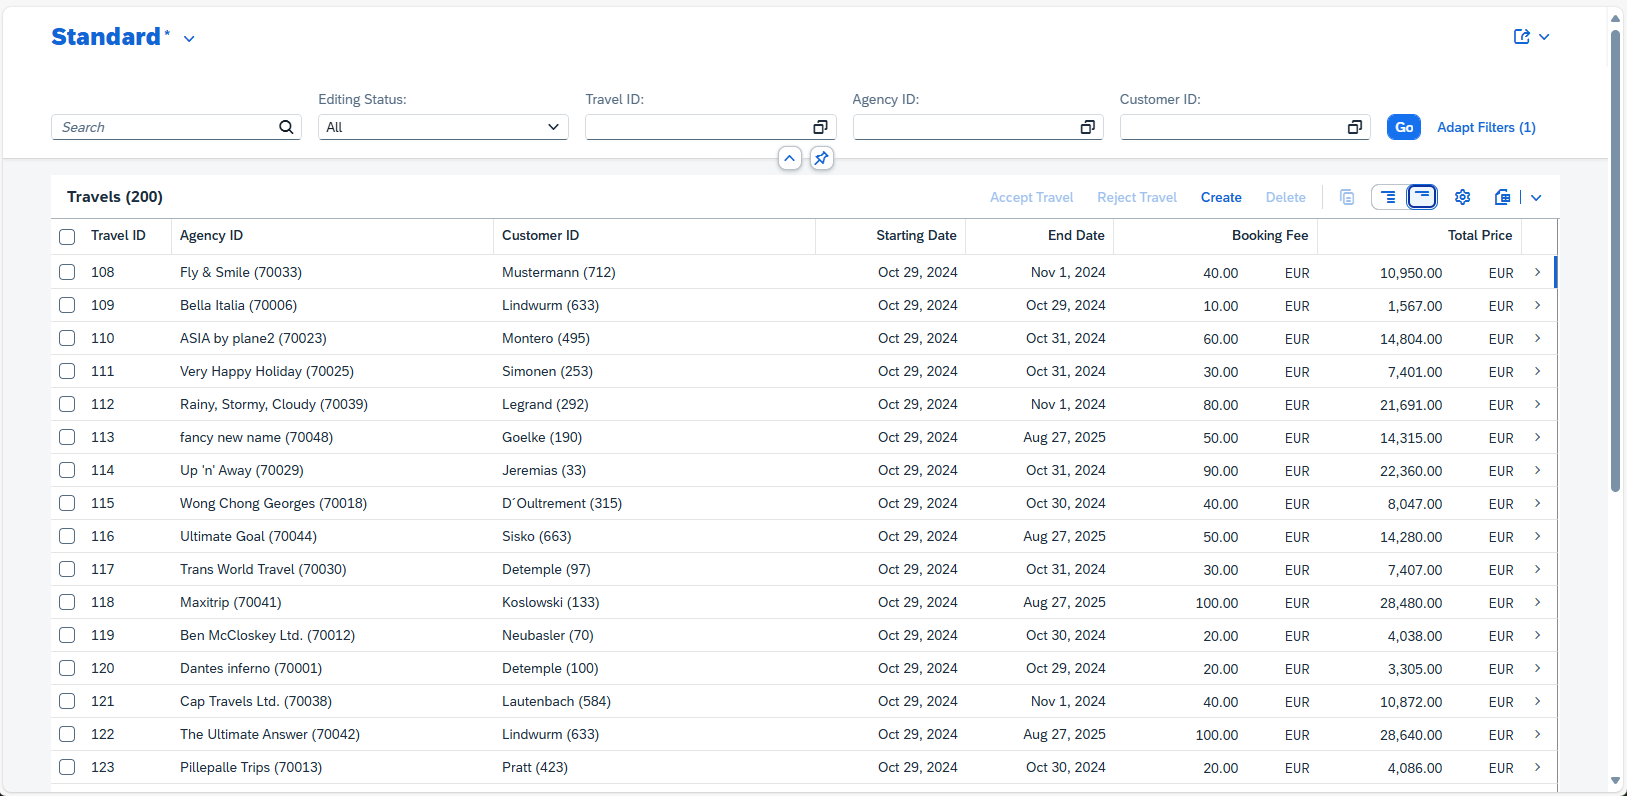 Standard*
Editing Status: Travel ID: Agency ID: Customer ID:
Search All Go Adapt Filters (1)
Travels (200) Accept Travel Reject Travel Create Delete
Travel ID Agency ID Customer ID Starting Date End Date Booking Fee Total Price
108 Fly & Smile (70033) Mustermann (712) Oct 29, 2024 Nov 1, 2024 40.00 EUR 10,950.00 EUR
109 Bella Italia (70006) Lindwurm (633) Oct 29, 2024 Oct 29, 2024 10.00 EUR 1,567.00 EUR
110 ASIA by plane2 (70023) Montero (495) Oct 29, 2024 Oct 31, 2024 60.00 EUR 14,804.00 EUR
111 Very Happy Holiday (70025) Simonen (253) Oct 29, 2024 Oct 31, 2024 30.00 EUR 7,401.00 EUR
112 Rainy, Stormy, Cloudy (70039) Legrand (292) Oct 29, 2024 Nov 1, 2024 80.00 EUR 21,691.00 EUR
113 fancy new name (70048) Goelke (190) Oct 29, 2024 Aug 27, 2025 50.00 EUR 14,315.00 EUR
114 Up 'n' Away (70029) Jeremias (33) Oct 29, 2024 Oct 31, 2024 90.00 EUR 22,360.00 EUR
115 Wong Chong Georges (70018) D´Oultrement (315) Oct 29, 2024 Oct 30, 2024 40.00 EUR 8,047.00 EUR
116 Ultimate Goal (70044) Sisko (663) Oct 29, 2024 Aug 27, 2025 50.00 EUR 14,280.00 EUR
117 Trans World Travel (70030) Detemple (97) Oct 29, 2024 Oct 31, 2024 30.00 EUR 7,407.00 EUR
118 Maxitrip (70041) Koslowski (133) Oct 29, 2024 Aug 27, 2025 100.00 EUR 28,480.00 EUR
119 Ben McCloskey Ltd. (70012) Neubasler (70) Oct 29, 2024 Oct 30, 2024 20.00 EUR 4,038.00 EUR
120 Dantes inferno (70001) Detemple (100) Oct 29, 2024 Oct 29, 2024 20.00 EUR 3,305.00 EUR
121 Cap Travels Ltd. (70038) Lautenbach (584) Oct 29, 2024 Nov 1, 2024 40.00 EUR 10,872.00 EUR
122 The Ultimate Answer (70042) Lindwurm (633) Oct 29, 2024 Aug 27, 2025 100.00 EUR 28,640.00 EUR
123 Pillepalle Trips (70013) Pratt (423) Oct 29, 2024 Oct 30, 2024 20.00 EUR 4,086.00 EUR